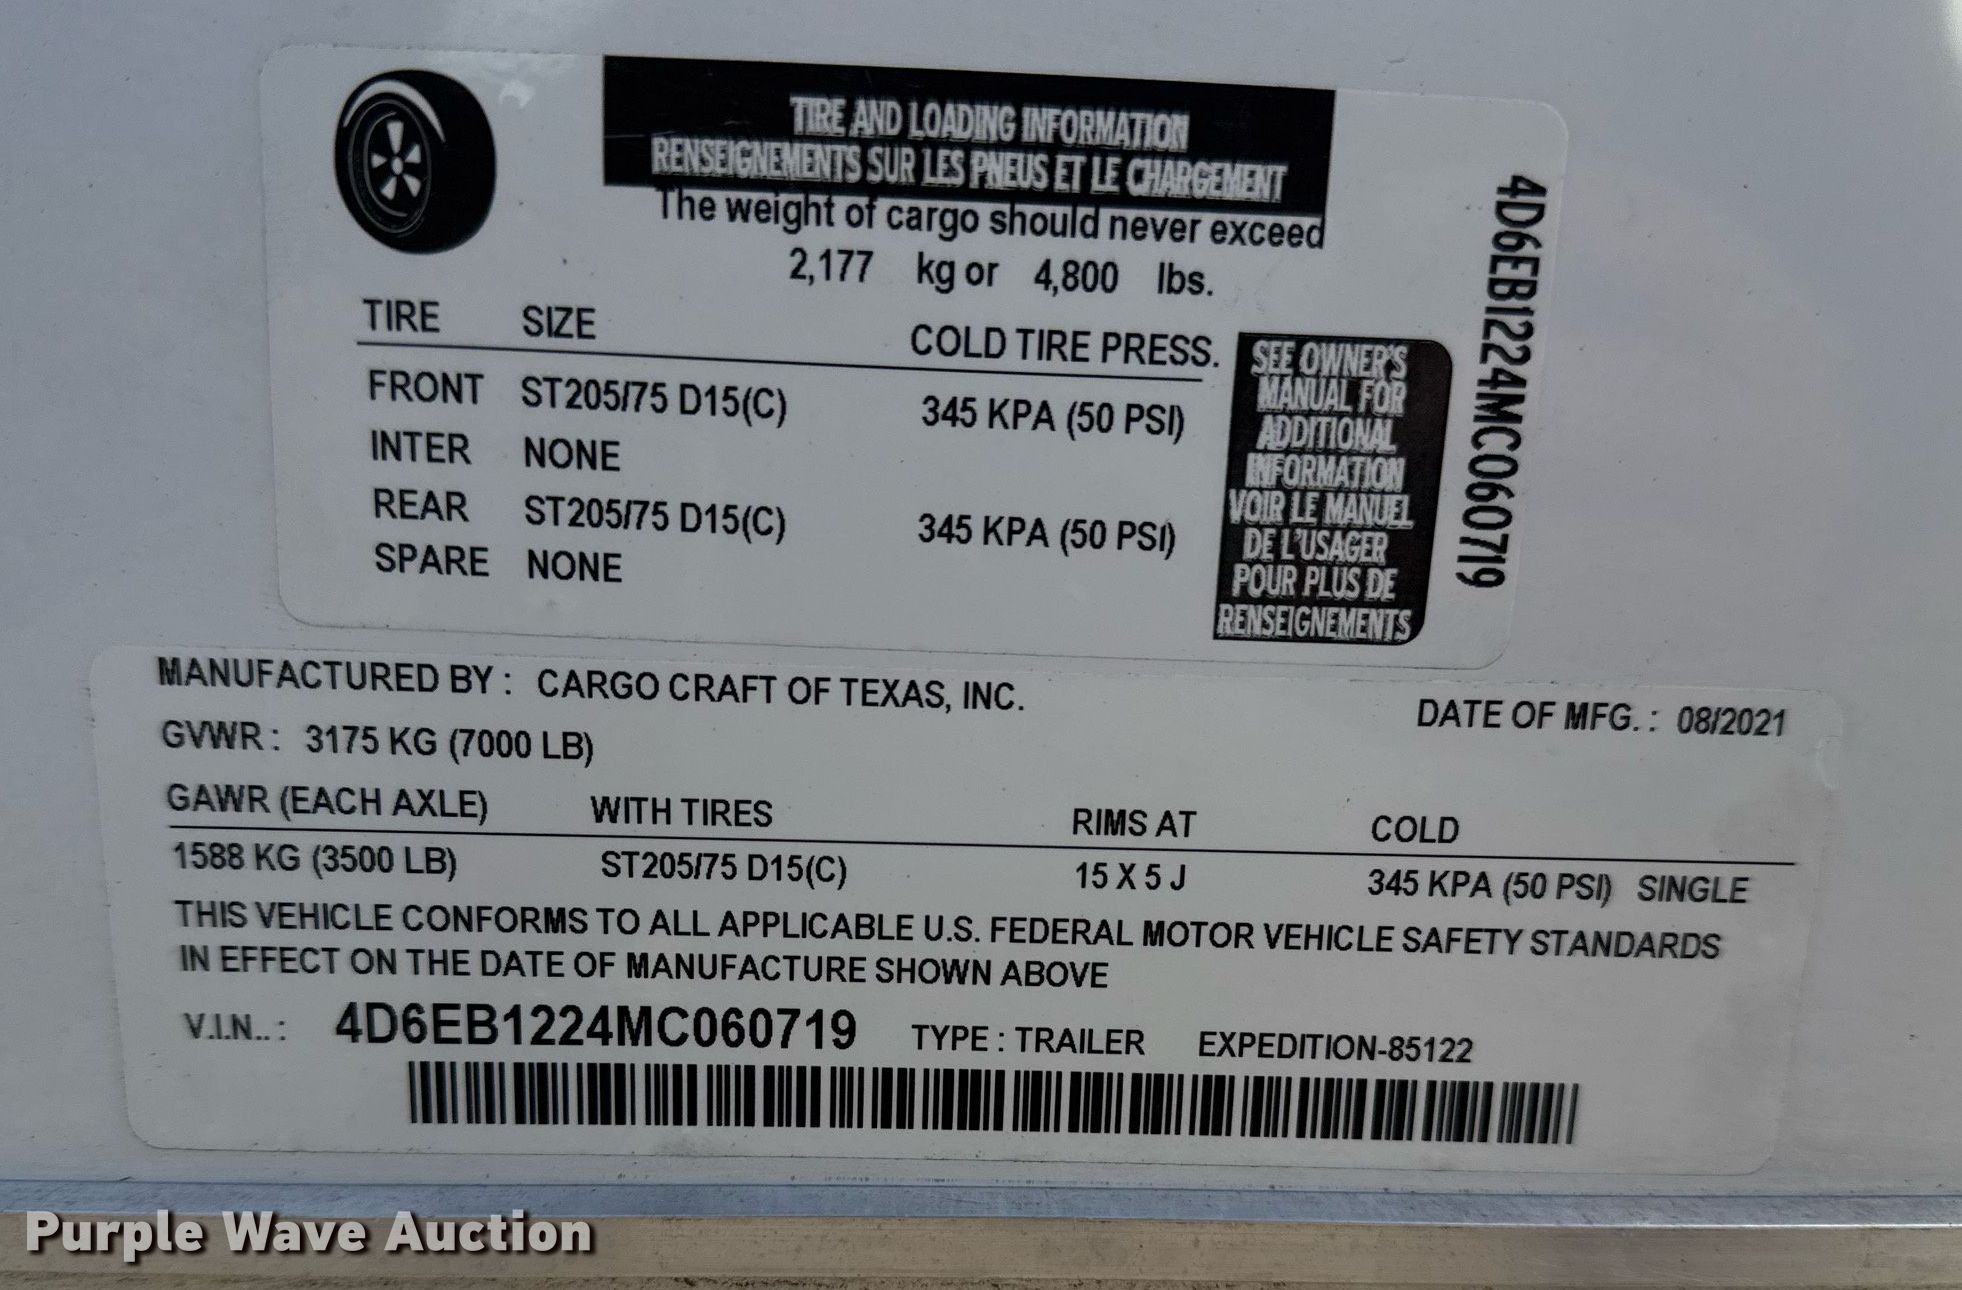 TIRE AND LOADING INFORMATION
RENSEIGNEMENTS SUR LES PNEUS ET LE CHARGEMENT
The weight of cargo should never exceed
2,177 kg or 4,800 lbs.
TIRE SIZE COLD TIRE PRESS.
FRONT ST205/75 D15(C) 345 KPA (50 PSI)
INTER NONE
REAR ST205/75 D15(C) 345 KPA (50 PSI)
SPARE NONE
SEE OWNER'S
MANUAL FOR
ADDITIONAL
INFORMATION
VOIR LE MANUEL
DE L'USAGER
POUR PLUS DE
RENSEIGNEMENTS
4D6EB1224MC060719
MANUFACTURED BY : CARGO CRAFT OF TEXAS, INC.
DATE OF MFG. : 08/2021
GVWR : 3175 KG (7000 LB)
GAWR (EACH AXLE) WITH TIRES RIMS AT COLD
1588 KG (3500 LB) ST205/75 D15(C) 15 X 5 J 345 KPA (50 PSI) SINGLE
THIS VEHICLE CONFORMS TO ALL APPLICABLE U.S. FEDERAL MOTOR VEHICLE SAFETY STANDARDS
IN EFFECT ON THE DATE OF MANUFACTURE SHOWN ABOVE
V.I.N.. : 4D6EB1224MC060719 TYPE : TRAILER EXPEDITION-85122
Purple Wave Auction